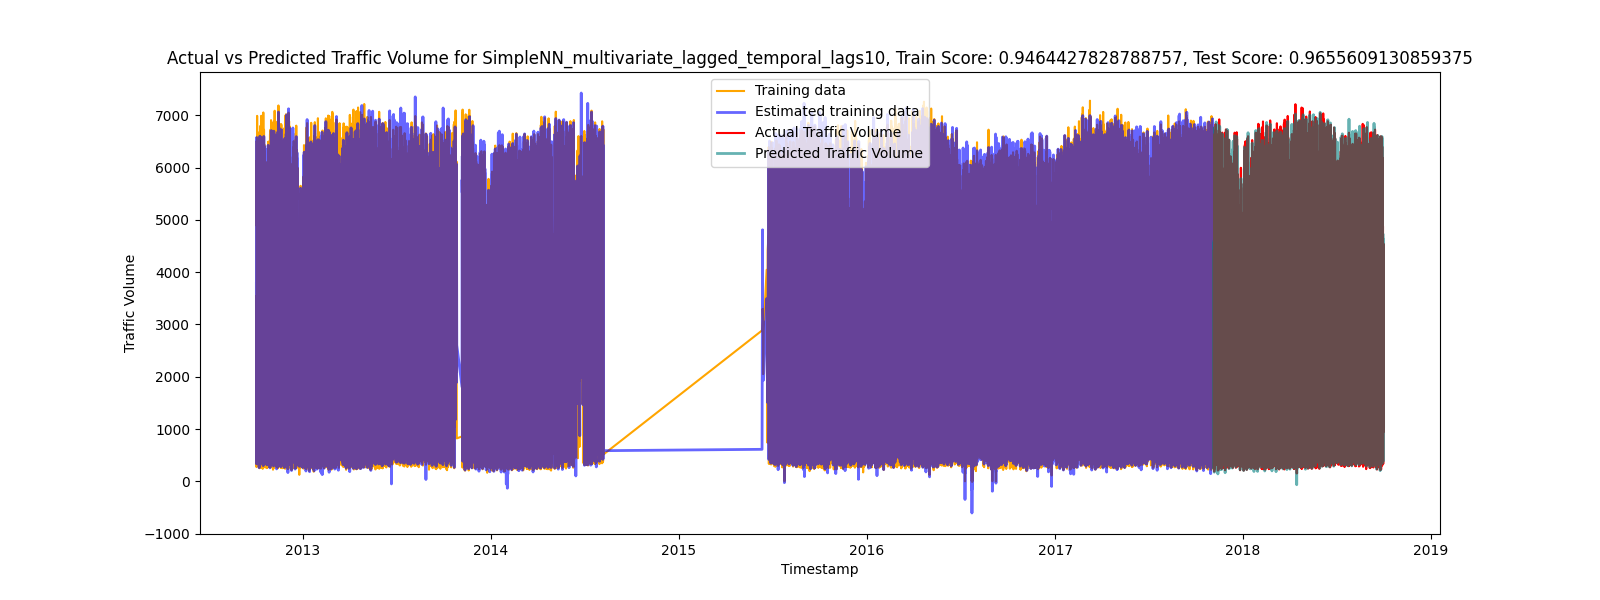 Actual vs Predicted Traffic Volume for SimpleNN_multivariate_lagged_temporal_lags10, Train Score: 0.9464427828788757, Test Score: 0.9655609130859375
Training data
Estimated training data
Actual Traffic Volume
Predicted Traffic Volume
Traffic Volume
7000
6000
5000
4000
3000
2000
1000
0
−1000
2013
2014
2015
2016
2017
2018
2019
Timestamp